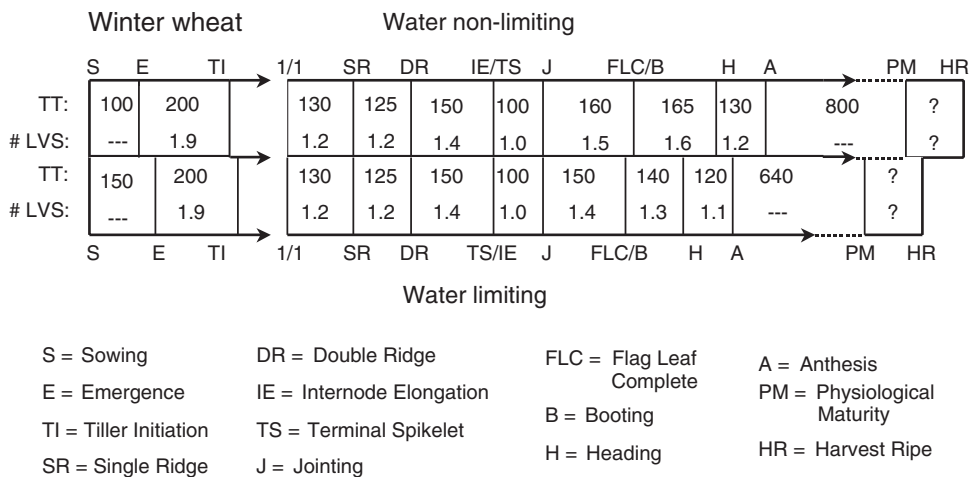 Winter wheat Water non-limiting
S E TI 1/1 SR DR IE/TS J FLC/B H A PM HR
TT: 100 200 130 125 150 100 160 165 130 800 ?
# LVS: --- 1.9 1.2 1.2 1.4 1.0 1.5 1.6 1.2 --- ?
TT: 150 200 130 125 150 100 150 140 120 640 ?
# LVS: --- 1.9 1.2 1.2 1.4 1.0 1.4 1.3 1.1 --- ?
S E TI 1/1 SR DR TS/IE J FLC/B H A PM HR
Water limiting
S = Sowing
E = Emergence
TI = Tiller Initiation
SR = Single Ridge
DR = Double Ridge
IE = Internode Elongation
TS = Terminal Spikelet
J = Jointing
FLC = Flag Leaf
Complete
B = Booting
H = Heading
A = Anthesis
PM = Physiological
Maturity
HR = Harvest Ripe